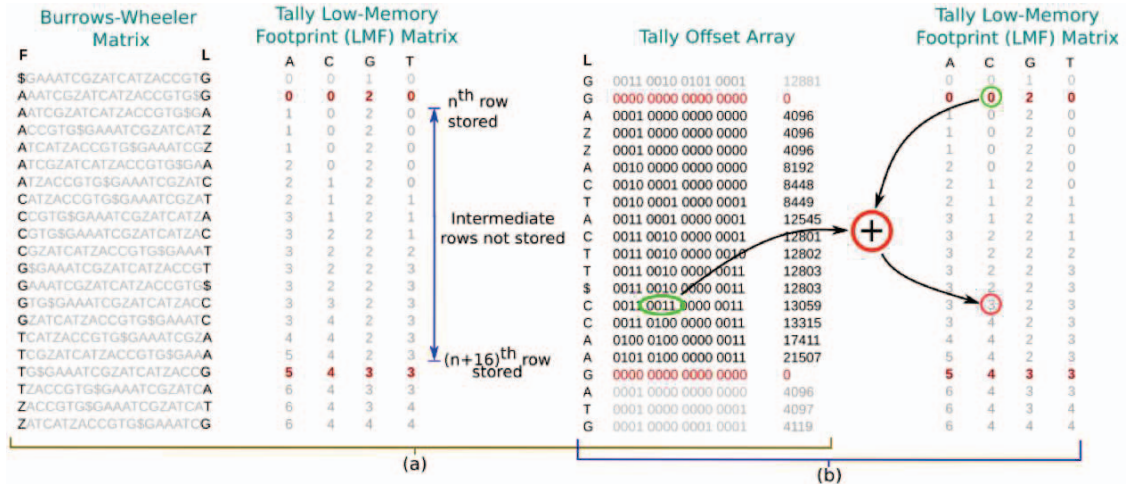 Burrows-Wheeler
Matrix
F L
$GAAATCGZATCATZACCGTG
AAATCGZATCATZACCGTG$G
AATCGZATCATZACCGTG$GA
ACCGTG$GAAATCGZATCATZ
ATCATZACCGTG$GAAATCGZ
ATCGZATCATZACCGTG$GAA
ATZACCGTG$GAAATCGZATC
CATZACCGTG$GAAATCGZAT
CCGTG$GAAATCGZATCATZA
CGTG$GAAATCGZATCATZAC
CGZATCATZACCGTG$GAAAT
G$GAAATCGZATCATZACCGT
GAAATCGZATCATZACCGTG$
GTG$GAAATCGZATCATZACC
GZATCATZACCGTG$GAAATC
TCATZACCGTG$GAAATCGZA
TCGZATCATZACCGTG$GAAA
TG$GAAATCGZATCATZACCG
TZACCGTG$GAAATCGZATCA
ZACCGTG$GAAATCGZATCAT
ZATCATZACCGTG$GAAATCG
Tally Low-Memory
Footprint (LMF) Matrix
A C G T
0 0 1 0
0 0 2 0
1 0 2 0
1 0 2 0
1 0 2 0
2 0 2 0
2 1 2 0
2 1 2 1
3 1 2 1
3 2 2 1
3 2 2 2
3 2 2 3
3 2 2 3
3 3 2 3
3 4 2 3
4 4 2 3
5 4 2 3
5 4 3 3
6 4 3 3
6 4 3 4
6 4 4 4
nth row
stored
Intermediate
rows not stored
(n+16)th row
stored
(a)
Tally Offset Array
L
G 0011 0010 0101 0001 12881
G 0000 0000 0000 0000 0
A 0001 0000 0000 0000 4096
Z 0001 0000 0000 0000 4096
Z 0001 0000 0000 0000 4096
A 0010 0000 0000 0000 8192
C 0010 0001 0000 0000 8448
T 0010 0001 0000 0001 8449
A 0011 0001 0000 0001 12545
C 0011 0010 0000 0001 12801
T 0011 0010 0000 0010 12802
T 0011 0010 0000 0011 12803
$ 0011 0010 0000 0011 12803
C 0011 0011 0000 0011 13059
C 0011 0100 0000 0011 13315
A 0100 0100 0000 0011 17411
A 0101 0100 0000 0011 21507
G 0000 0000 0000 0000 0
A 0001 0000 0000 0000 4096
T 0001 0000 0000 0001 4097
G 0001 0000 0000 0001 4119
+
Tally Low-Memory
Footprint (LMF) Matrix
A C G T
0 0 1 0
0 0 2 0
1 0 2 0
1 0 2 0
1 0 2 0
2 0 2 0
2 1 2 0
2 1 2 1
3 1 2 1
3 2 2 1
3 2 2 2
3 2 2 3
3 2 2 3
3 3 2 3
3 4 2 3
4 4 2 3
5 4 2 3
5 4 3 3
6 4 3 3
6 4 3 4
6 4 4 4
(b)